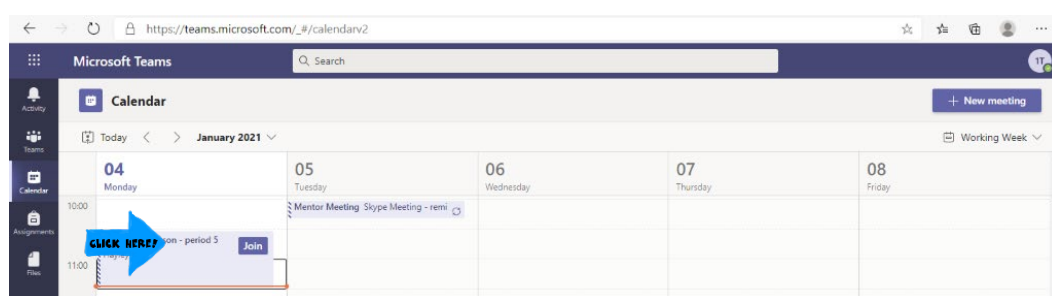 https://teams.microsoft.com/_#/calendarv2
Microsoft Teams
Search
1T
Activity
Calendar
+ New meeting
Teams
Today
January 2021
Working Week
Calendar
04
Monday
05
Tuesday
06
Wednesday
07
Thursday
08
Friday
10:00
Mentor Meeting Skype Meeting - remi
Assignments
CLICK HERE!
- period 5
Join
11:00
Files